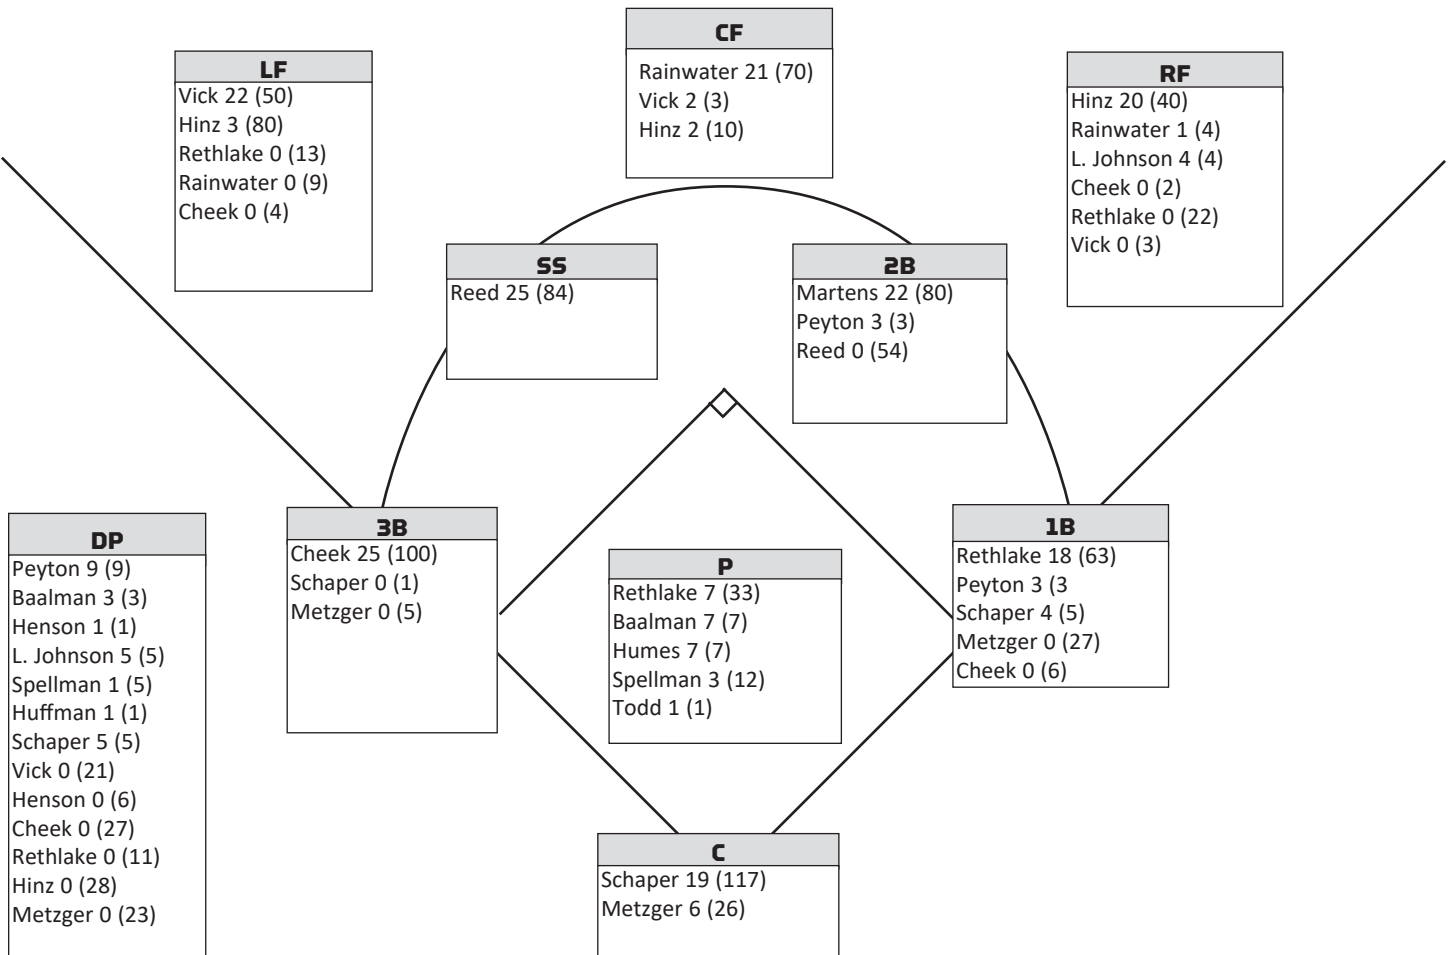 CF
Rainwater 21 (70)
Vick 2 (3)
Hinz 2 (10)
LF
Vick 22 (50)
Hinz 3 (80)
Rethlake 0 (13)
Rainwater 0 (9)
Cheek 0 (4)
RF
Hinz 20 (40)
Rainwater 1 (4)
L. Johnson 4 (4)
Cheek 0 (2)
Rethlake 0 (22)
Vick 0 (3)
SS
Reed 25 (84)
2B
Martens 22 (80)
Peyton 3 (3)
Reed 0 (54)
DP
Peyton 9 (9)
Baalman 3 (3)
Henson 1 (1)
L. Johnson 5 (5)
Spellman 1 (5)
Huffman 1 (1)
Schaper 5 (5)
Vick 0 (21)
Henson 0 (6)
Cheek 0 (27)
Rethlake 0 (11)
Hinz 0 (28)
Metzger 0 (23)
3B
Cheek 25 (100)
Schaper 0 (1)
Metzger 0 (5)
P
Rethlake 7 (33)
Baalman 7 (7)
Humes 7 (7)
Spellman 3 (12)
Todd 1 (1)
1B
Rethlake 18 (63)
Peyton 3 (3
Schaper 4 (5)
Metzger 0 (27)
Cheek 0 (6)
C
Schaper 19 (117)
Metzger 6 (26)